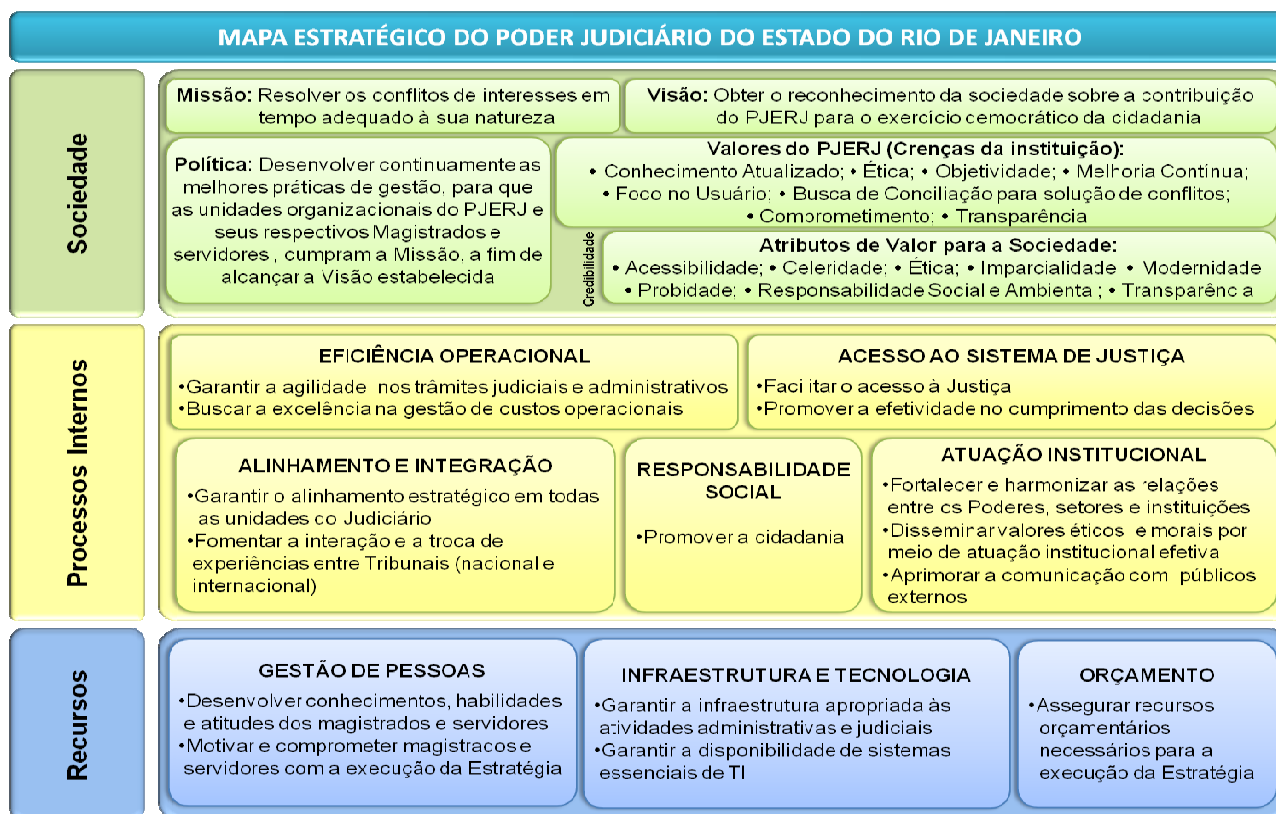 MAPA ESTRATÉGICO DO PODER JUDICIÁRIO DO ESTADO DO RIO DE JANEIRO
Sociedade
Missão: Resolver os conflitos de interesses em
tempo adequado à sua natureza
Visão: Obter o reconhecimento da sociedade sobre a contribuição
do PJERJ para o exercício cemocrático da cidadania
Política: Desenvolver continuamente as
melhores práticas de gestão, para que
as unidades organizacionais do PJERJ e
seus respectivos Magistrados e
servidores , cumpram a Missão, a fim de
alcançar a Visão estabelecida
Valores do PJERJ (Crenças da instituição):
• Conhecimento Atualizado; • Ética; • Objetividade; • Melhoria Contínua;
• Foco no Usuário; • Busca de Conciliação para solução de conflitos;
• Comprometimento; • Transparência
Credibilidade
Atributos de Valor para a Sociedade:
• Acessibilidade; • Celeridade; • Ética; • Imparcialidade • Modernidade
• Probidade; • Responsabilidade Social e Ambienta ; • Transparênc a
Processos Internos
EFICIÊNCIA OPERACIONAL
•Garantir a agilidade nos trâmites judiciais e administrativos
•Buscar a excelência na gestão de custos operacionais
ACESSO AO SISTEMA DE JUSTIÇA
•Faci itar o acesso à Justiça
•Promover a efetividade no cumprimento das decisões
ALINHAMENTO E INTEGRAÇÃO
•Garantir o alinhamento estratégico em todas
as unidades co Judiciário
•Fomentar a interação e a troca de
experiências entre Tribunais (nacional e
internacional)
RESPONSABILIDADE
SOCIAL
•Promover a cidadania
ATUAÇÃO INSTITUCIONAL
•Fortalecer e harmonizar as relações
entre cs Poderes, setores e instituições
•Disseminar valores éticos e morais por
meio de atuação institucional efetiva
•Aprimorar a comunicação com públicos
externos
Recursos
GESTÃO DE PESSOAS
•Desenvolver conhecimentos, habilidades
e atitudes dos magistrados e servidores
•Motivar e comprometer magistracos e
servidores com a execução da Estratégia
INFRAESTRUTURA E TECNOLOGIA
•Garantir a infraestrutura apropriada às
atividades administrativas e judiciais
•Garantir a disponibilidade de sistemas
essenciais de TI
ORÇAMENTO
•Assegurar recursos
orçamentários
necessários para a
execução da Estratégia